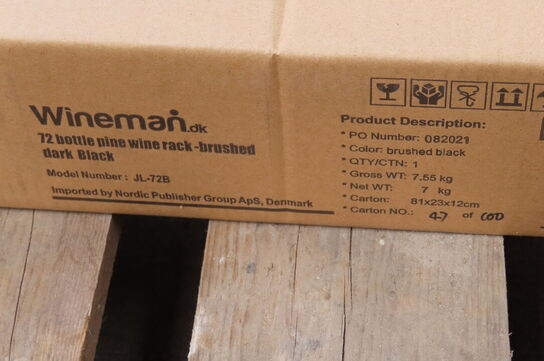 Wineman.dk
72 bottle pine wine rack -brushed
dark Black
Model Number : JL-72B
Imported by Nordic Publisher Group ApS, Denmark
Product Description:
* PO Number: 082021
* Color: brushed black
* QTY/CTN: 1
* Gross WT: 7.55 kg
* Net WT: 7 kg
* Carton: 81x23x12cm
* Carton NO.: 47 of 600